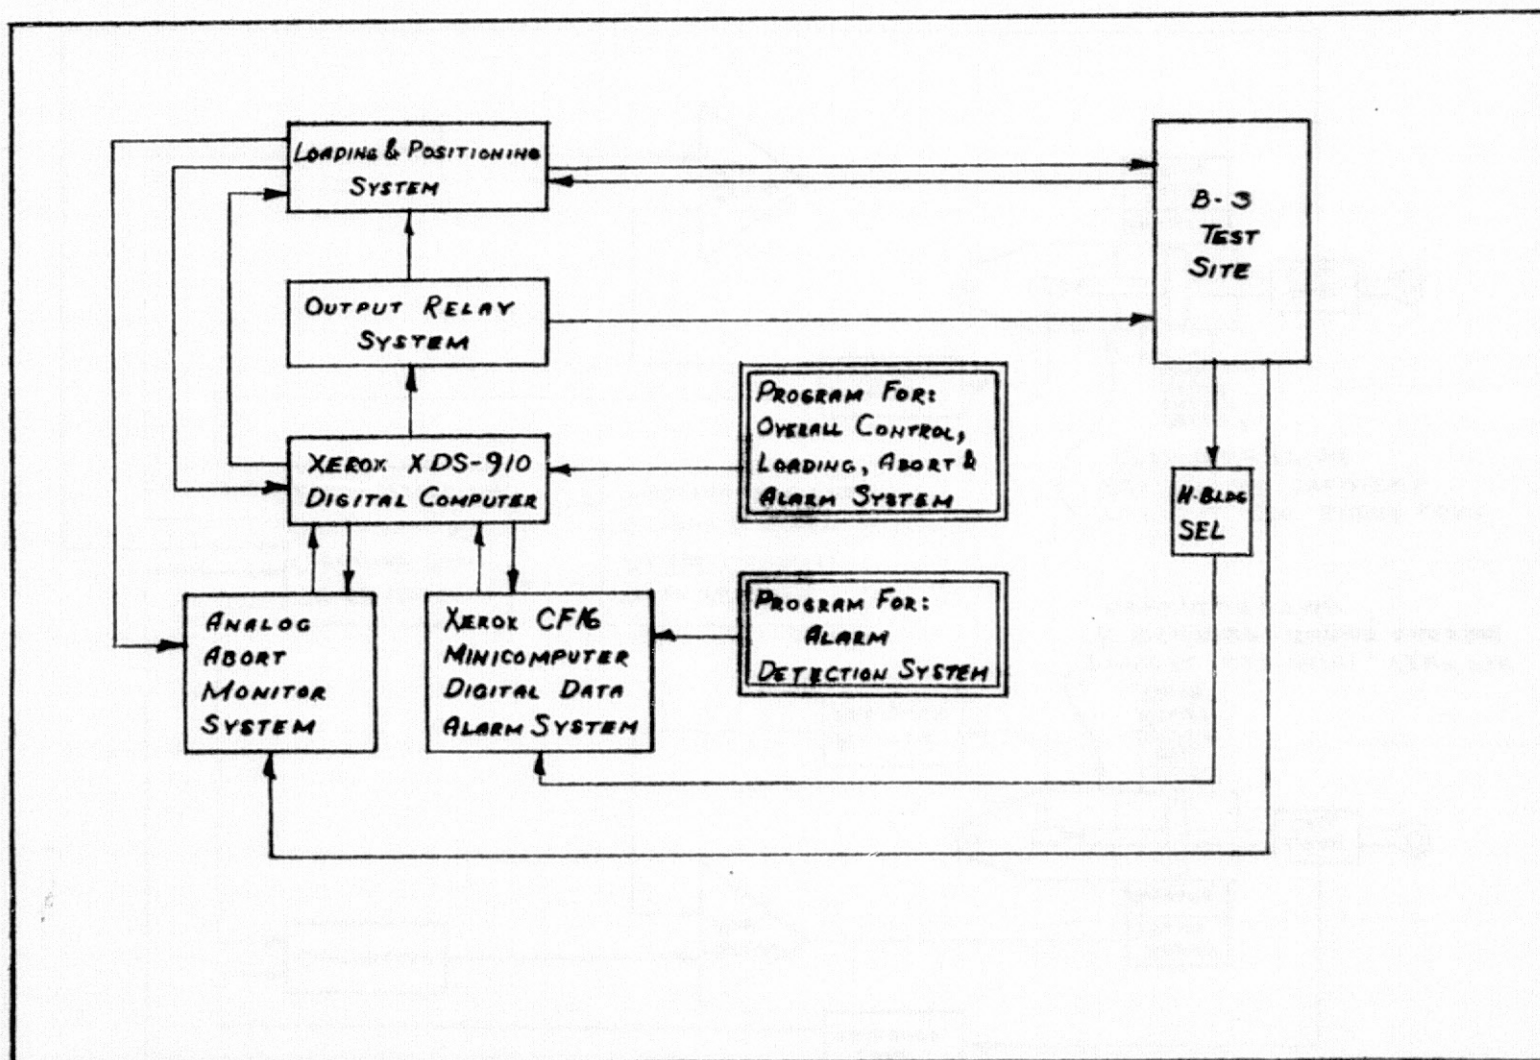 LOADING & POSITIONING
SYSTEM
B-3
TEST
SITE
OUTPUT RELAY
SYSTEM
PROGRAM FOR:
OVERALL CONTROL,
LOADING, ABORT &
ALARM SYSTEM
XEROX XDS-910
DIGITAL COMPUTER
H-BLDG
SEL
ANALOG
ABORT
MONITOR
SYSTEM
XEROX CF16
MINICOMPUTER
DIGITAL DATA
ALARM SYSTEM
PROGRAM FOR:
ALARM
DETECTION SYSTEM